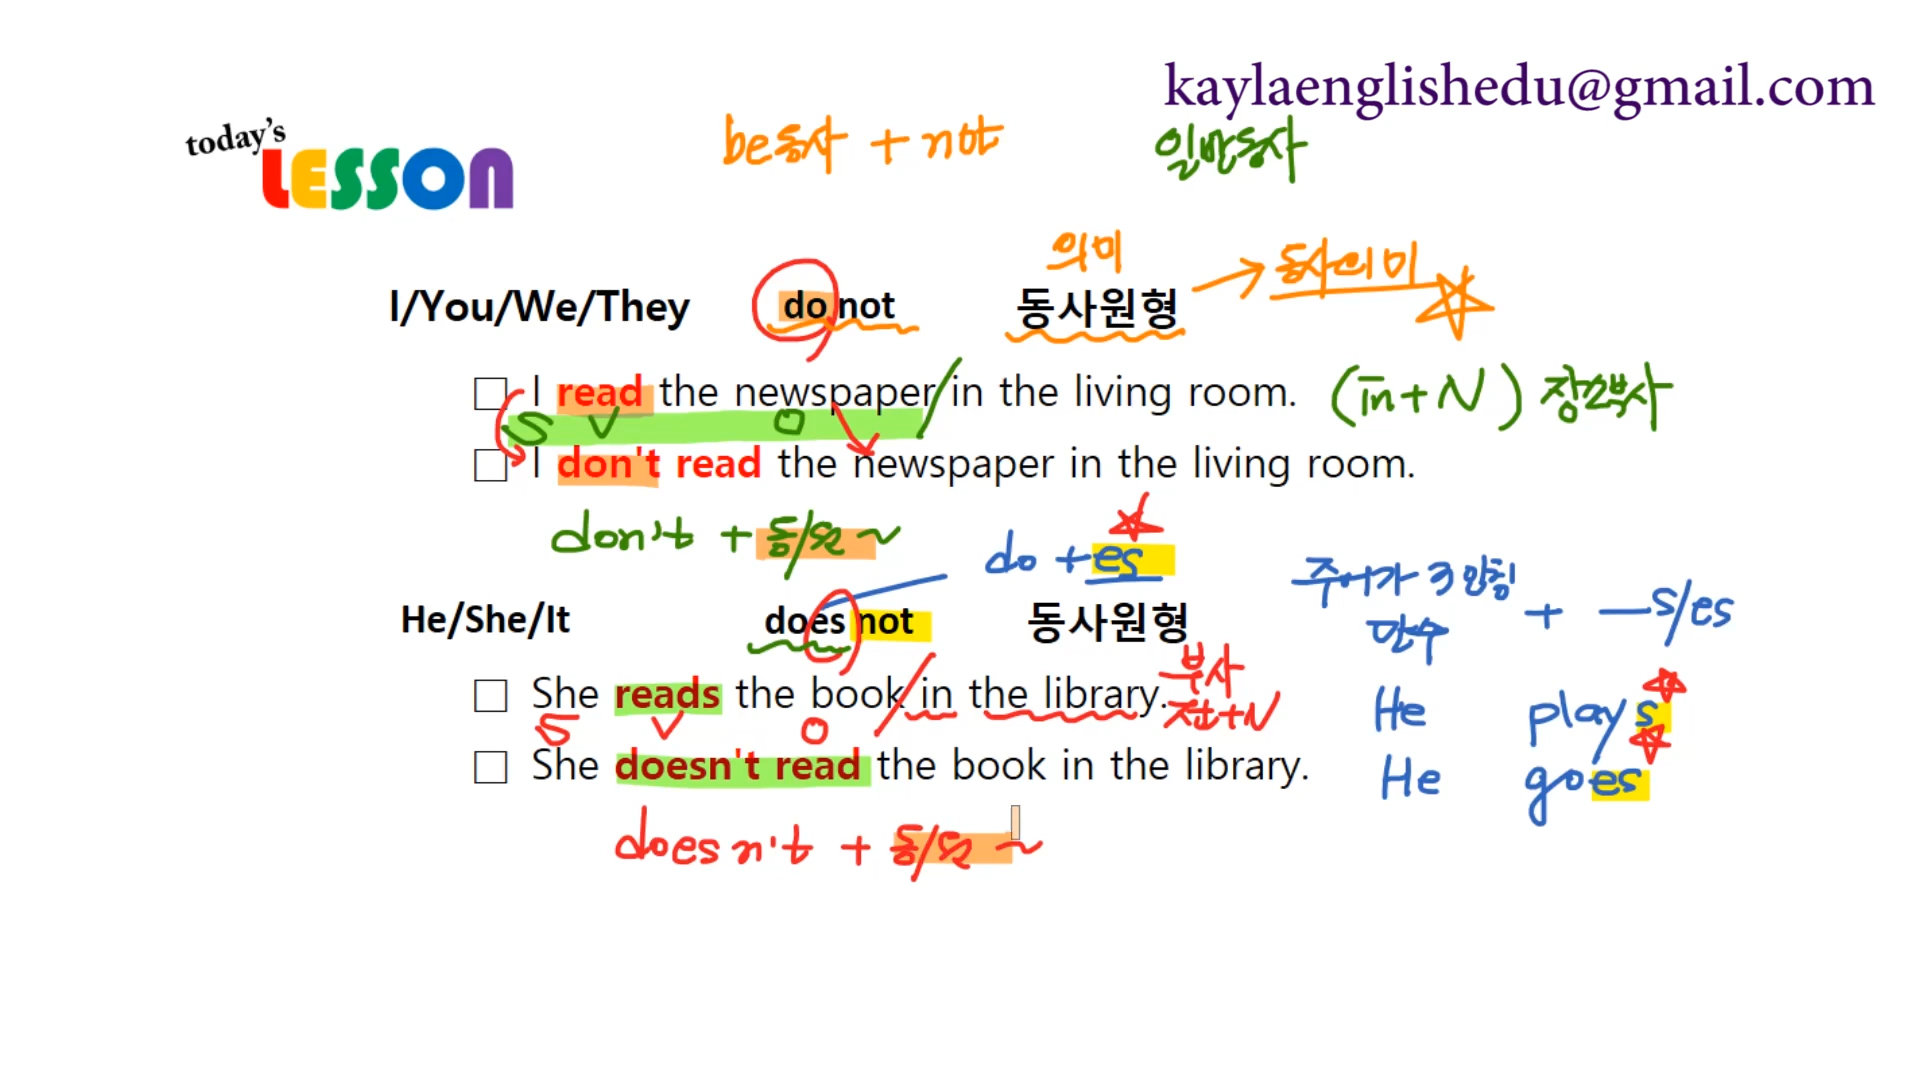 kaylaenglishedu@gmail.com
today's
LESSON
be동사 + not
일반동사
의미
→ 동사의미
I/You/We/They do not 동사원형
I read the newspaper in the living room.
(in+N) 장소부사
S V O
I don't read the newspaper in the living room.
don't + 동/원 ~
do + es
주어가 3인칭
단수
+ —s/es
He/She/It does not 동사원형
부사
She reads the book in the library.
전+N
S V O
He plays
She doesn't read the book in the library.
He goes
doesn't + 동/원 ~